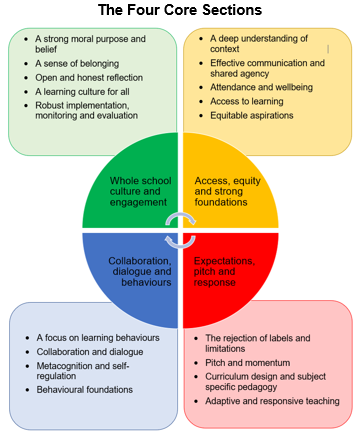 The Four Core Sections
• A strong moral purpose and
belief
• A sense of belonging
• Open and honest reflection
• A learning culture for all
• Robust implementation,
monitoring and evaluation
• A deep understanding of
context
• Effective communication and
shared agency
• Attendance and wellbeing
• Access to learning
• Equitable aspirations
Whole school
culture and
engagement
Access, equity
and strong
foundations
Collaboration,
dialogue and
behaviours
Expectations,
pitch and
response
• A focus on learning behaviours
• Collaboration and dialogue
• Metacognition and self-
regulation
• Behavioural foundations
• The rejection of labels and
limitations
• Pitch and momentum
• Curriculum design and subject
specific pedagogy
• Adaptive and responsive teaching